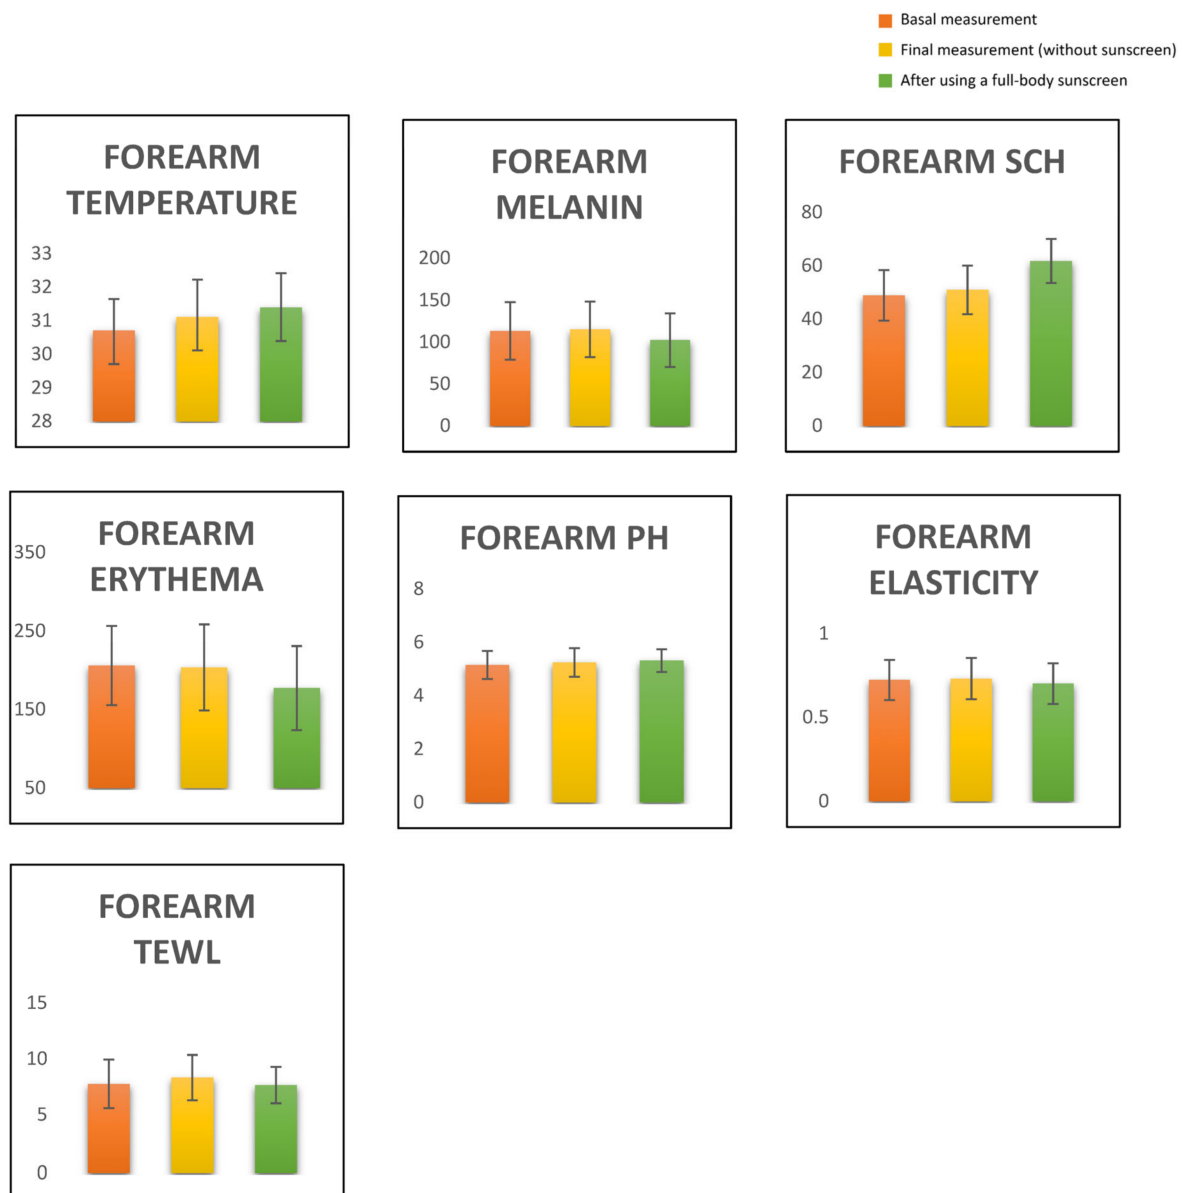 Basal measurement
Final measurement (without sunscreen)
After using a full-body sunscreen
FOREARM
TEMPERATURE
33
32
31
30
29
28
FOREARM
MELANIN
200
150
100
50
0
FOREARM SCH
80
60
40
20
0
FOREARM
ERYTHEMA
350
250
150
50
FOREARM PH
8
6
4
2
0
FOREARM
ELASTICITY
1
0.5
0
FOREARM
TEWL
15
10
5
0